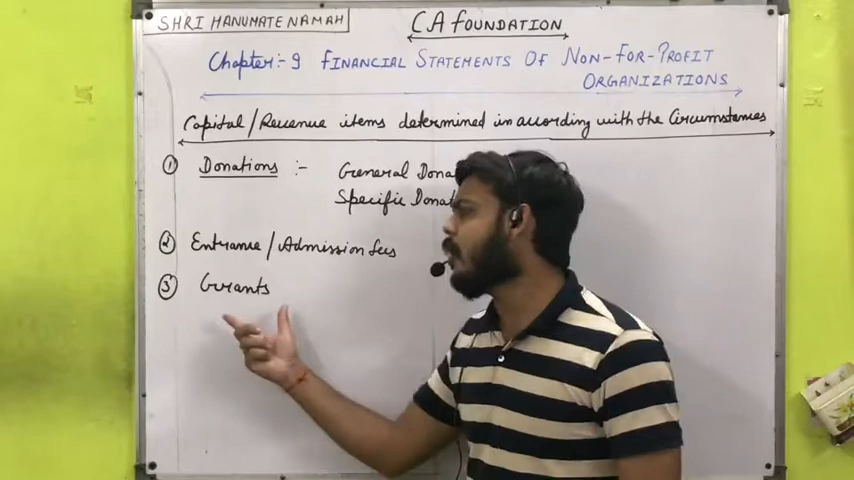 SHRI HANUMATE NAMAH
CA FOUNDATION
Chapter:- 9 FINANCIAL STATEMENTS OF NON-FOR-PROFIT
ORGANIZATIONS
Capital/Revenue items determined in according with the Circumstances
① Donations :- General Dona
Specific Donat
② Entrance/Admission fees
③ Grants